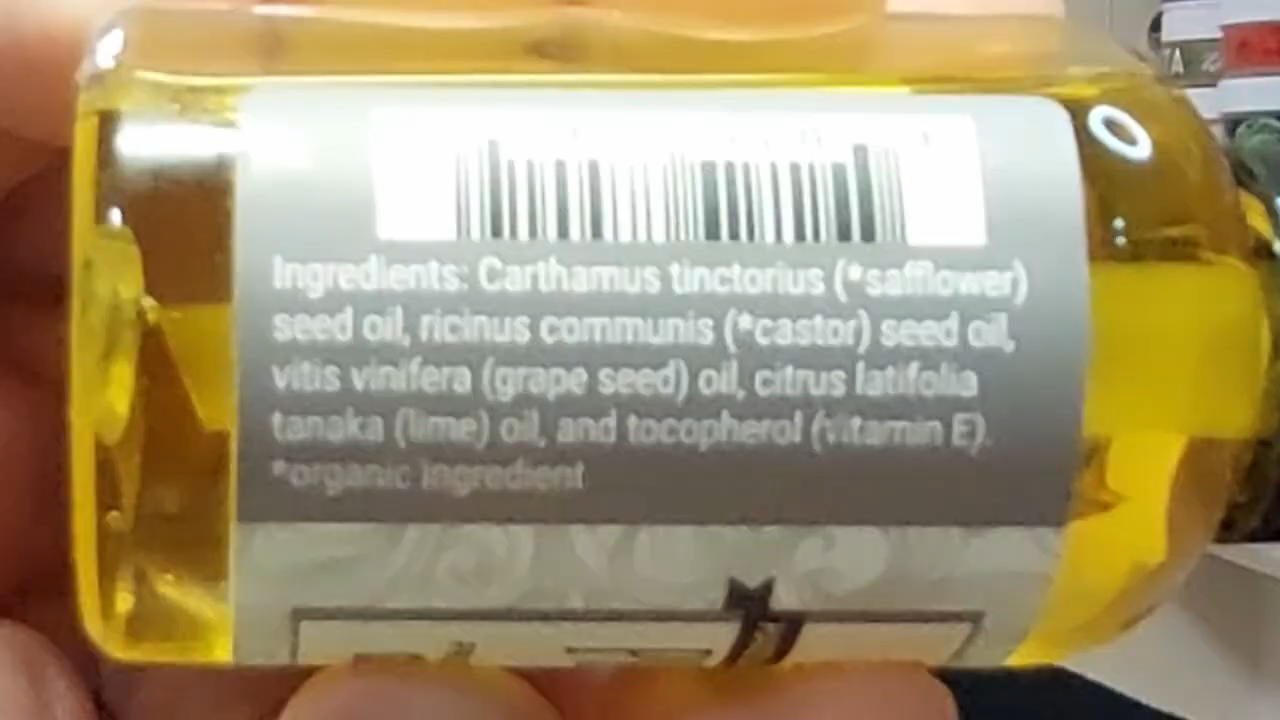 Ingredients: Carthamus tinctorius (*safflower)
seed oil, ricinus communis (*castor) seed oil,
vitis vinifera (grape seed) oil, citrus latifolia
tanaka (lime) oil, and tocopherol (vitamin E).
*organic ingredient